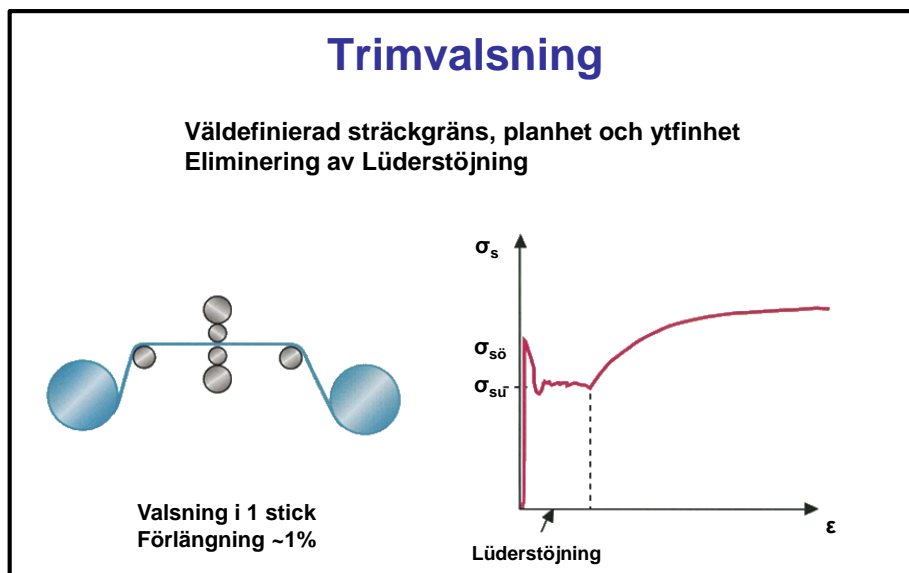 Trimvalsning
Väldefinierad sträckgräns, planhet och ytfinhet
Eliminering av Lüderstöjning
σs
σsö
σsu
ε
Valsning i 1 stick
Förlängning ~1%
Lüderstöjning